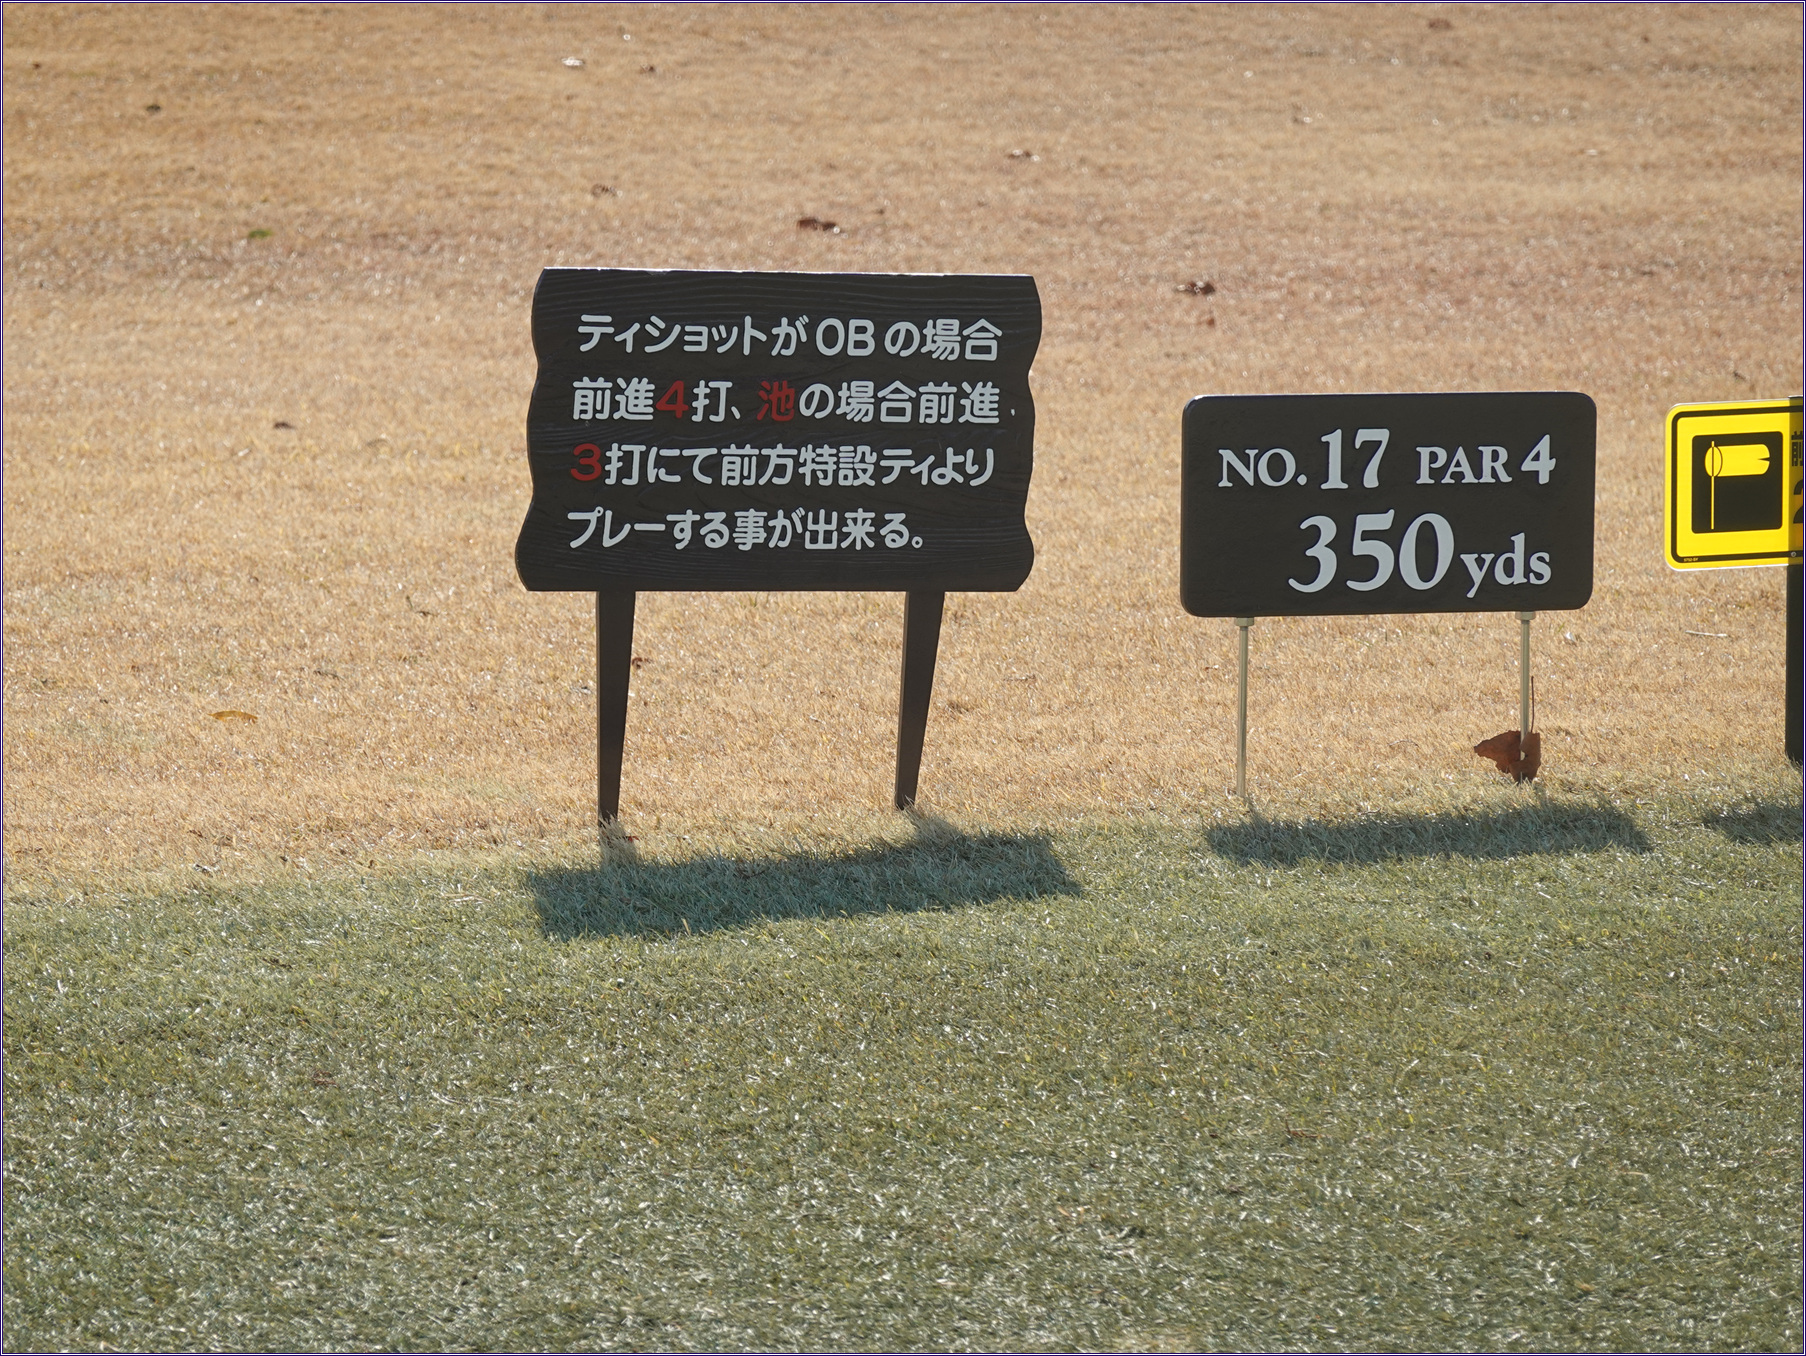 ティショットがOBの場合
前進4打、池の場合前進
3打にて前方特設ティより
プレーする事が出来る。
NO. 17 PAR 4
350 yds